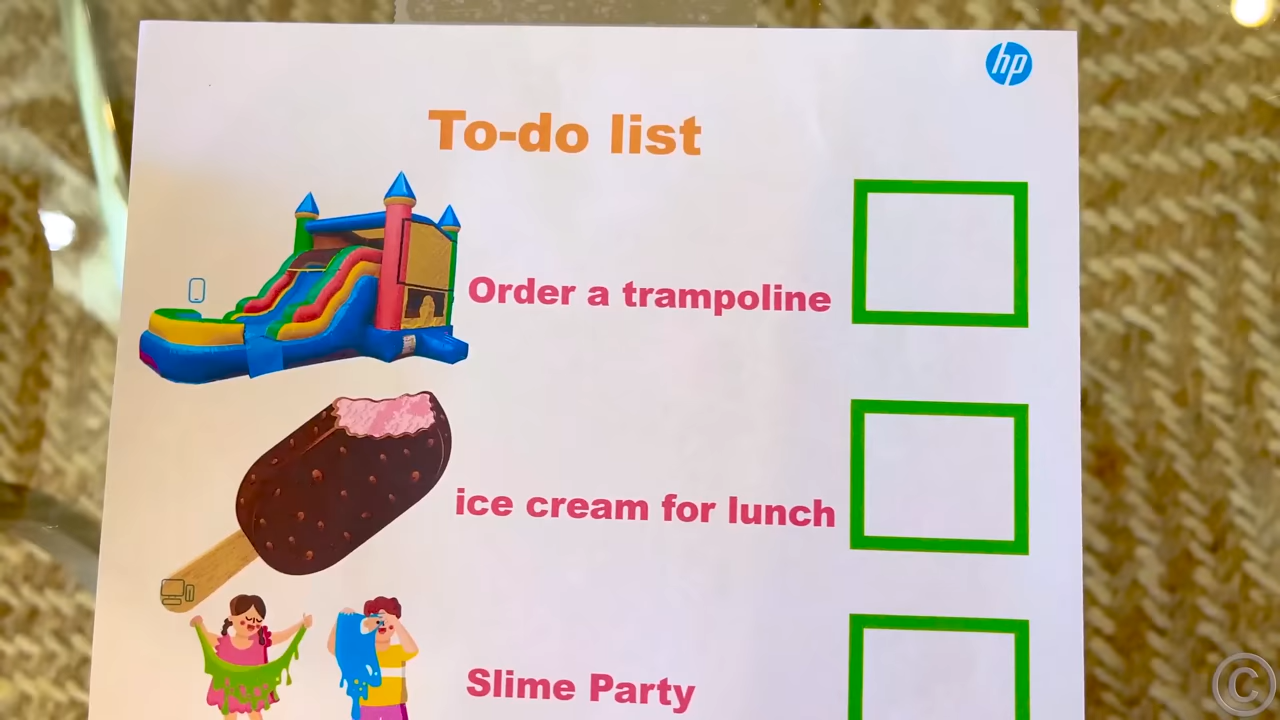 hp
To-do list
Order a trampoline
ice cream for lunch
Slime Party
©